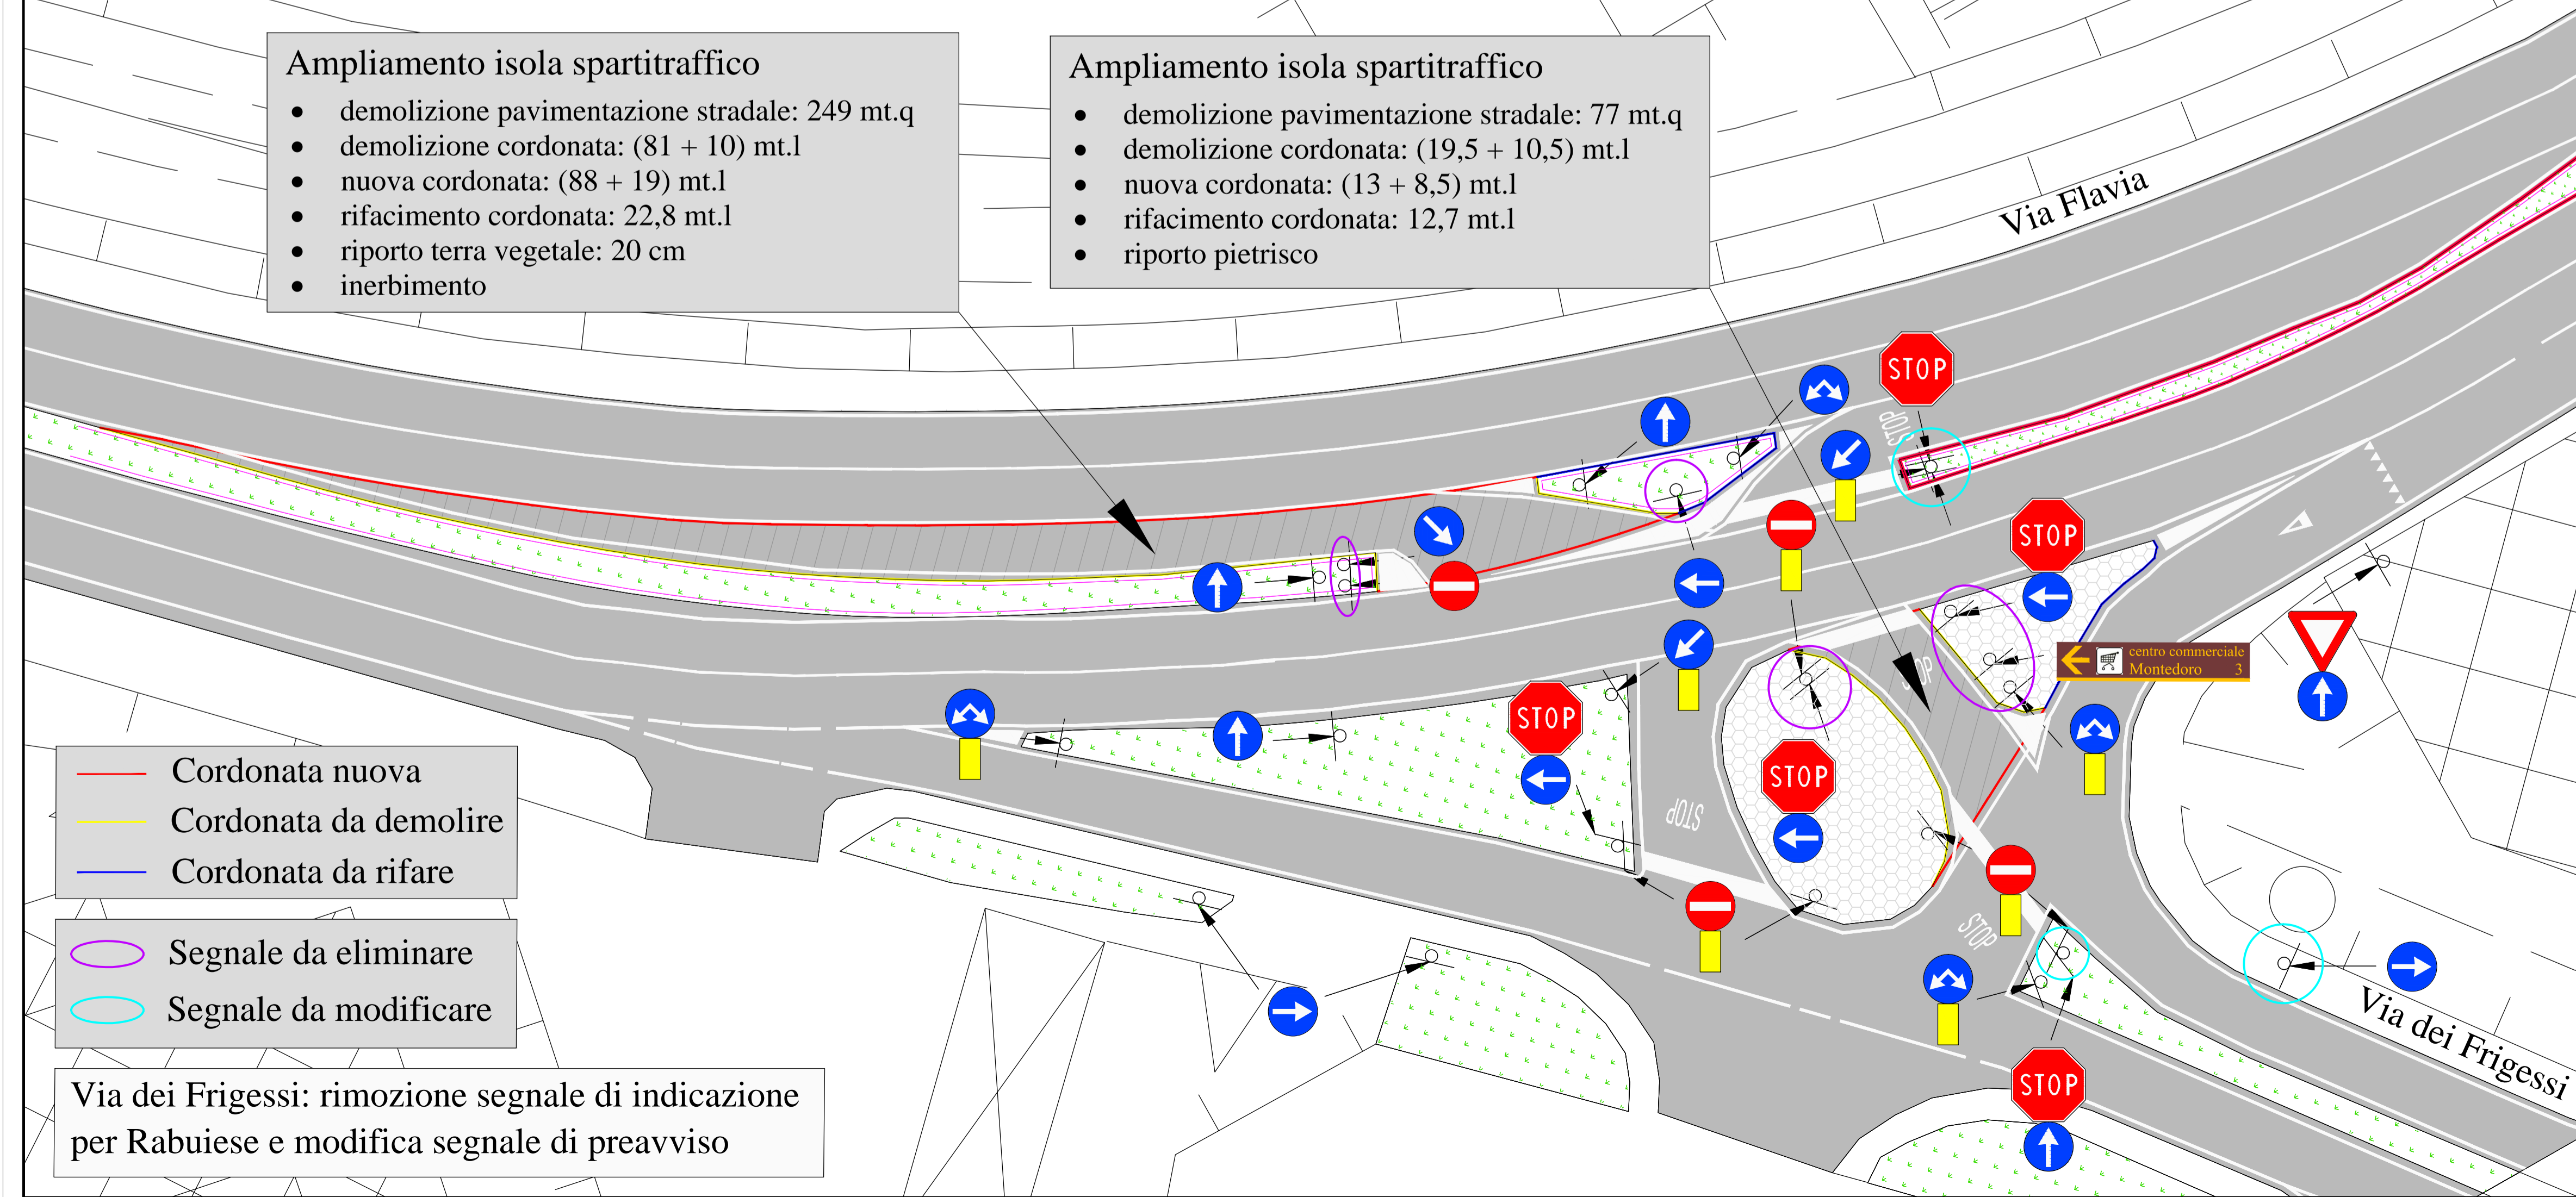 Ampliamento isola spartitraffico
• demolizione pavimentazione stradale: 249 mt.q
• demolizione cordonata: (81 + 10) mt.l
• nuova cordonata: (88 + 19) mt.l
• rifacimento cordonata: 22,8 mt.l
• riporto terra vegetale: 20 cm
• inerbimento
Ampliamento isola spartitraffico
• demolizione pavimentazione stradale: 77 mt.q
• demolizione cordonata: (19,5 + 10,5) mt.l
• nuova cordonata: (13 + 8,5) mt.l
• rifacimento cordonata: 12,7 mt.l
• riporto pietrisco
Via Flavia
STOP
STOP
STOP
STOP
centro commerciale
Montedoro 3
STOP
STOP
STOP
STOP
STOP
Cordonata nuova
Cordonata da demolire
Cordonata da rifare
Segnale da eliminare
Segnale da modificare
Via dei Frigessi
STOP
Via dei Frigessi: rimozione segnale di indicazione
per Rabuiese e modifica segnale di preavviso